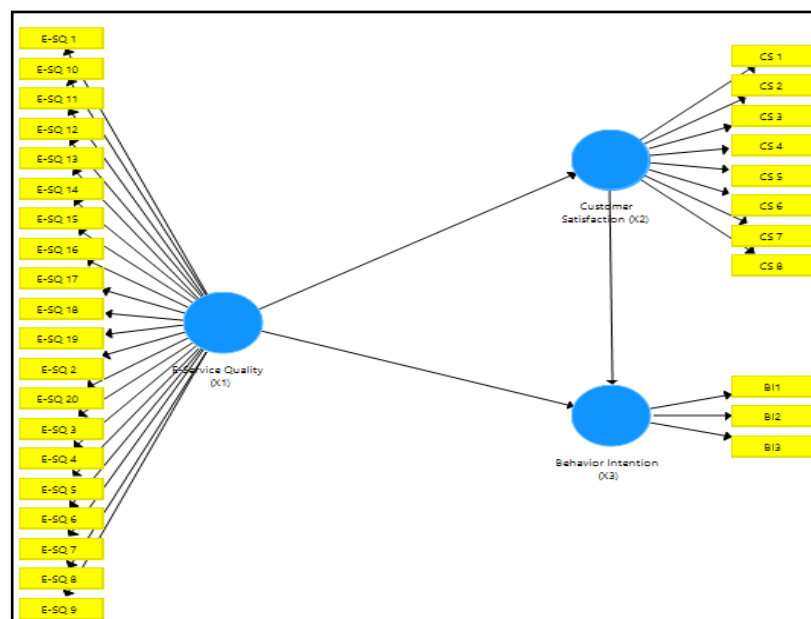 E-SQ 1
E-SQ 10
E-SQ 11
E-SQ 12
E-SQ 13
E-SQ 14
E-SQ 15
E-SQ 16
E-SQ 17
E-SQ 18
E-SQ 19
E-SQ 2
E-SQ 20
E-SQ 3
E-SQ 4
E-SQ 5
E-SQ 6
E-SQ 7
E-SQ 8
E-SQ 9
E-Service Quality
(X1)
Customer
Satisfaction (X2)
Behavior Intention
(X3)
CS 1
CS 2
CS 3
CS 4
CS 5
CS 6
CS 7
CS 8
BI1
BI2
BI3